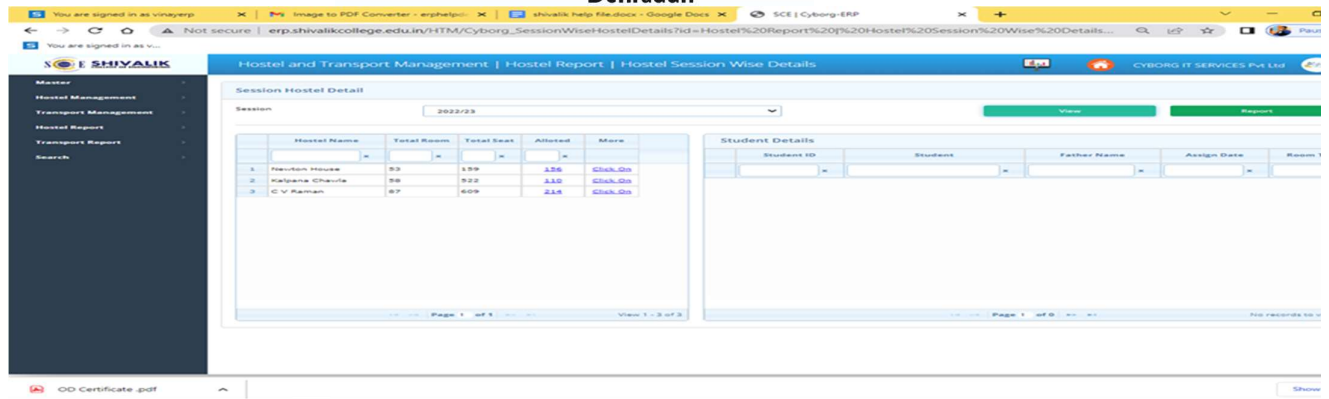 Dehradun
You are signed in as vinayerp
Image to PDF Converter - erphelpd
shivalik help file.docx - Google Docs
SCE | Cyborg-ERP
Not secure | erp.shivalikcollege.edu.in/HTM/Cyborg_SessionWiseHostelDetails?id=Hostel%20Report%20|%20Hostel%20Session%20Wise%20Details...
Paus
You are signed in as v...
SHIVALIK
Hostel and Transport Management | Hostel Report | Hostel Session Wise Details
CYBORG IT SERVICES Pvt Ltd
Master
Hostel Management
Transport Management
Hostel Report
Transport Report
Search
Session Hostel Detail
Session 2022/23 View Report
Hostel Name Total Room Total Seat Alloted More
1 Newton House 53 159 156 Click On
2 Kalpana Chawla 58 522 110 Click On
3 C V Raman 87 609 214 Click On
Page 1 of 1 View 1 - 3 of 3
Student Details
Student ID Student Father Name Assign Date Room T
Page 1 of 0 No records to v
OD Certificate .pdf
Show